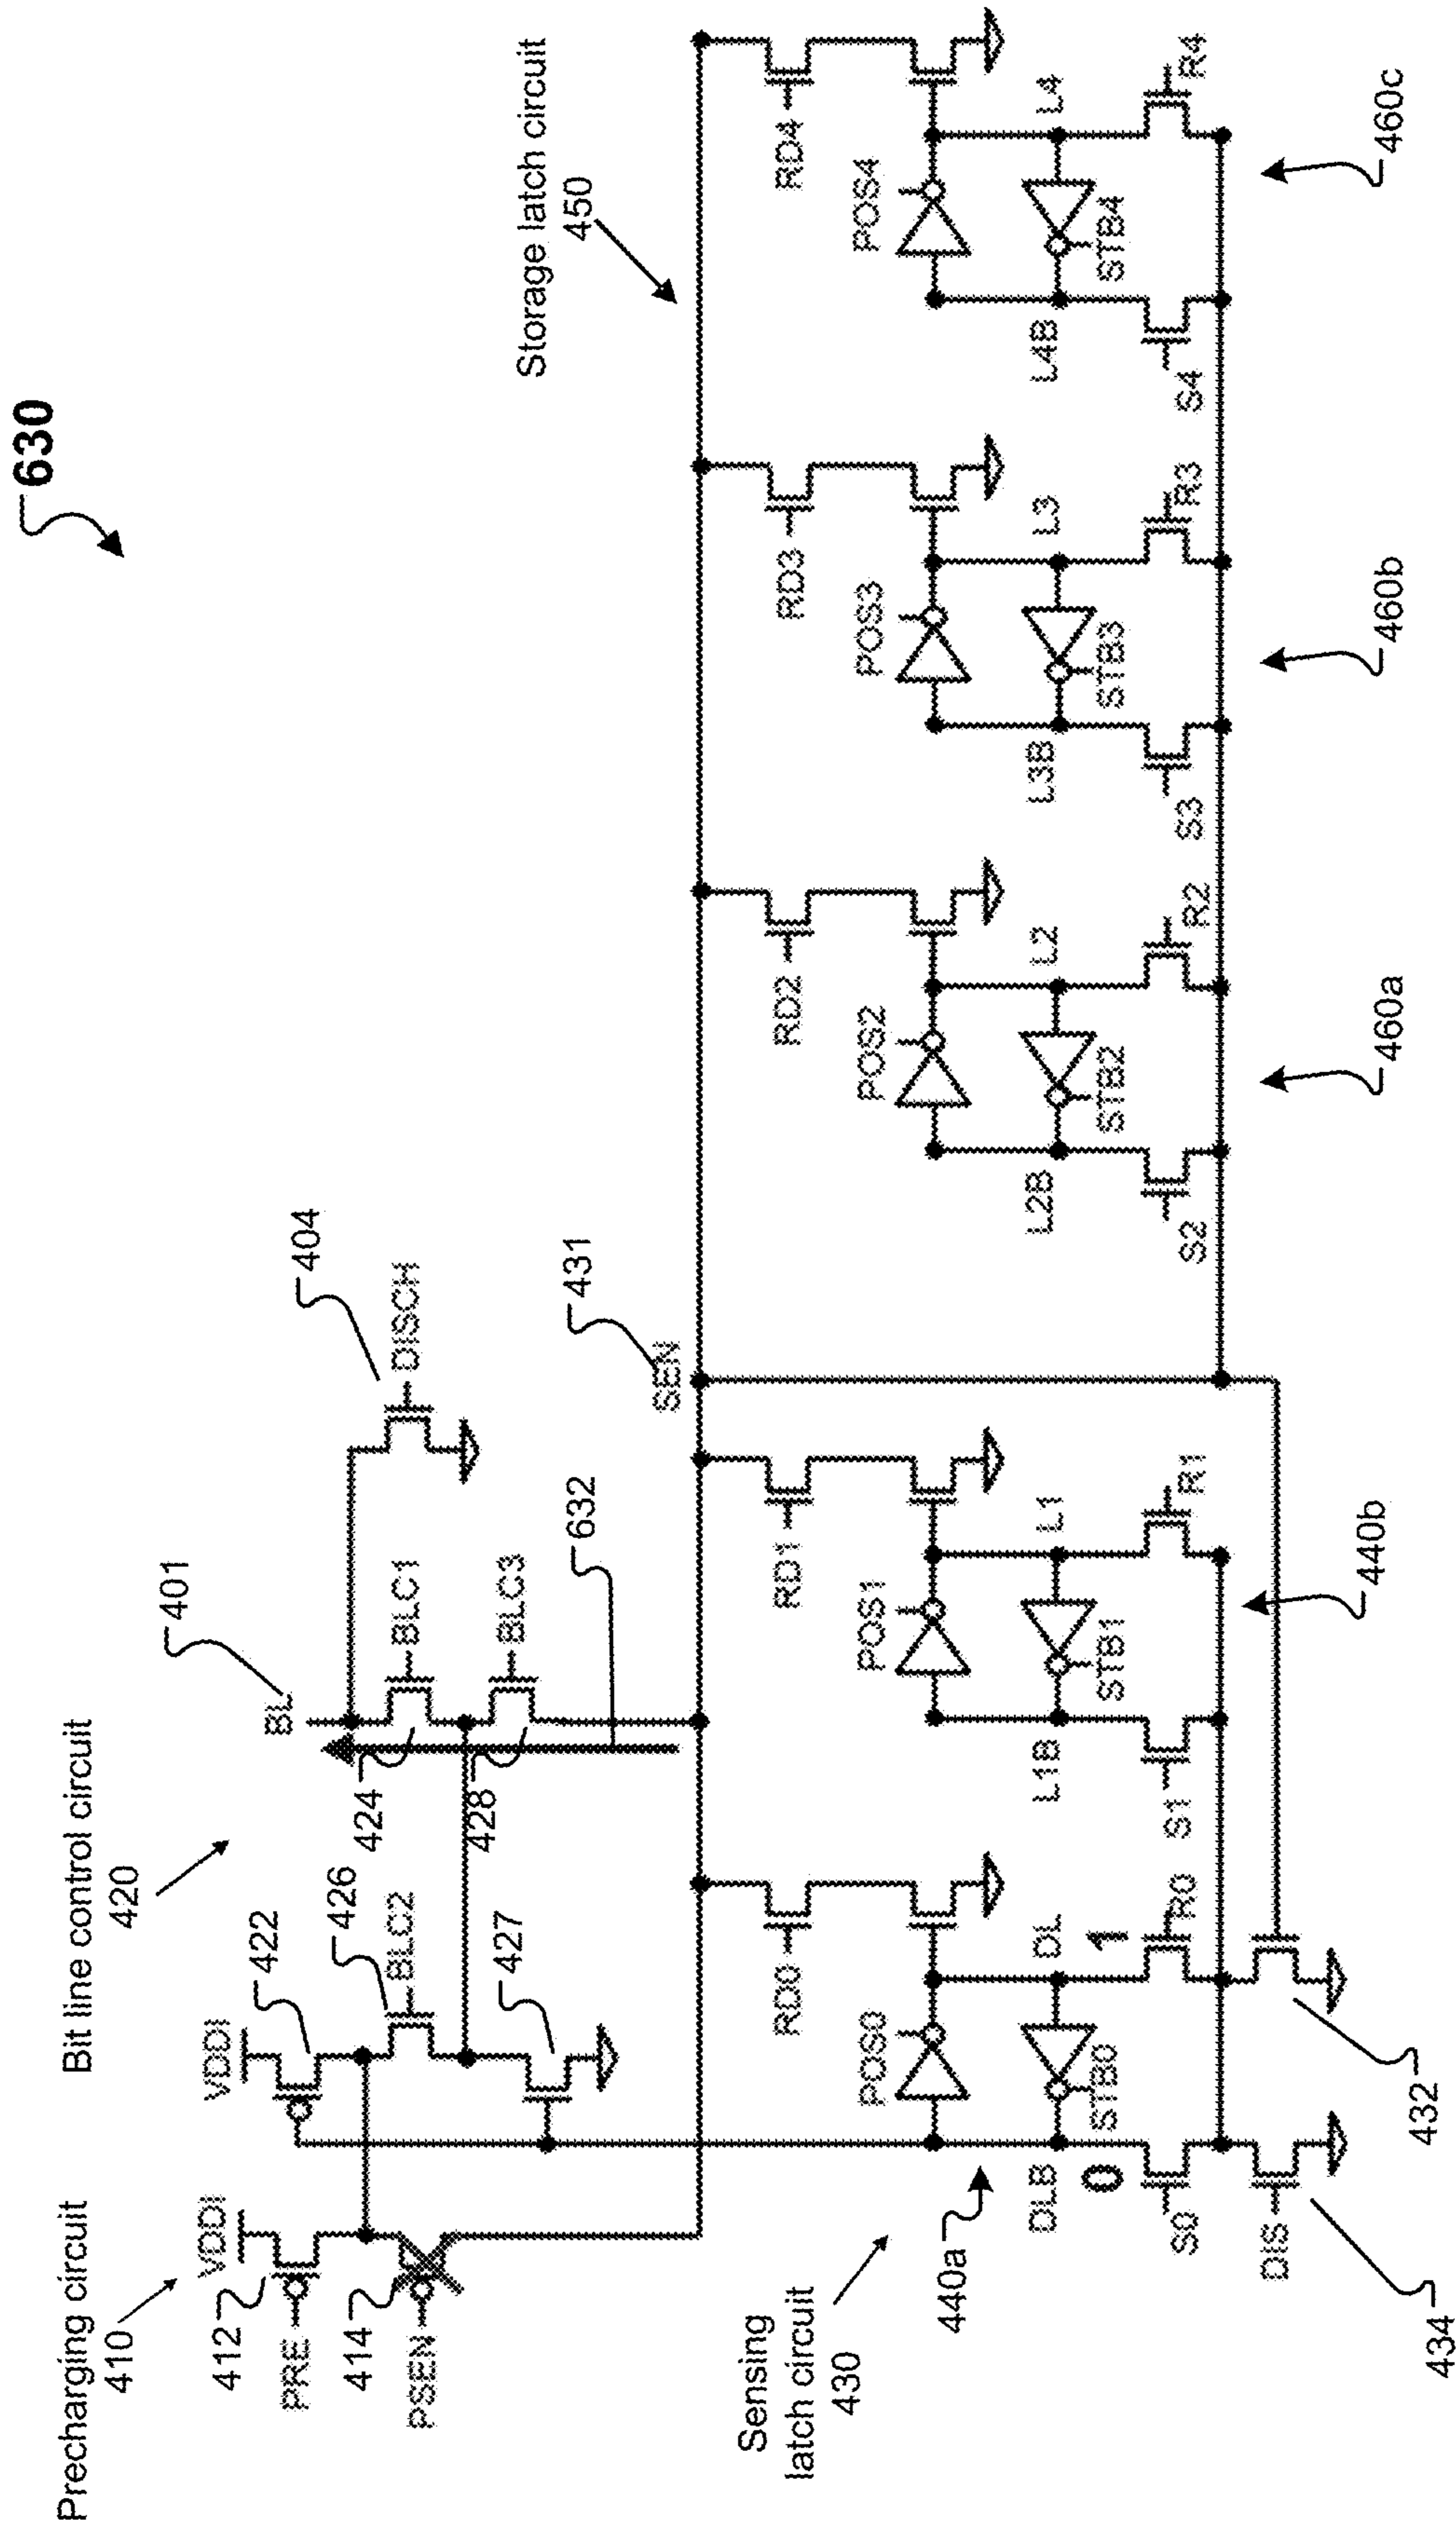 630
Precharging circuit
410
Bit line control circuit
420
VDDI
412
PRE
414
PSEN
VDDI
422
426
BLC2
427
BL
401
424
BLC1
428
BLC3
632
404
DISCH
SEN
431
Storage latch circuit
450
Sensing
latch circuit
430
440a
RD0
POS0
DL
1
STB0
DLB
0
S0
R0
DIS
434
432
RD1
POS1
L1
STB1
L1B
S1
R1
440b
RD2
POS2
L2
STB2
L2B
S2
R2
460a
RD3
POS3
L3
STB3
L3B
S3
R3
460b
RD4
POS4
L4
STB4
L4B
S4
R4
460c